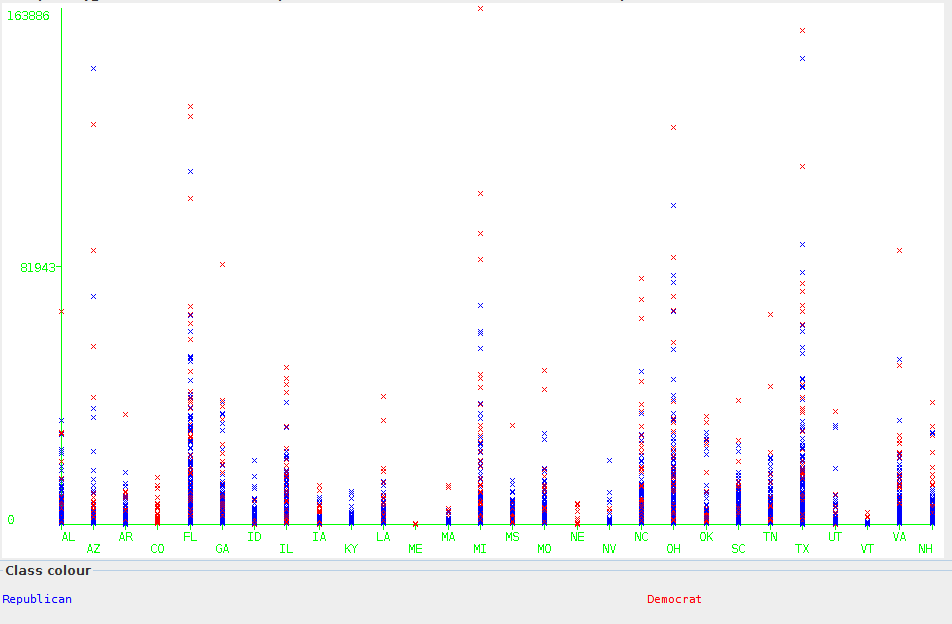 81943
0
AL AR FL ID IA LA MA MS NE NC OK TN UT VA
AZ CO GA IL KY ME MI MO NV OH SC TX VT NH
Class colour
Republican Democrat